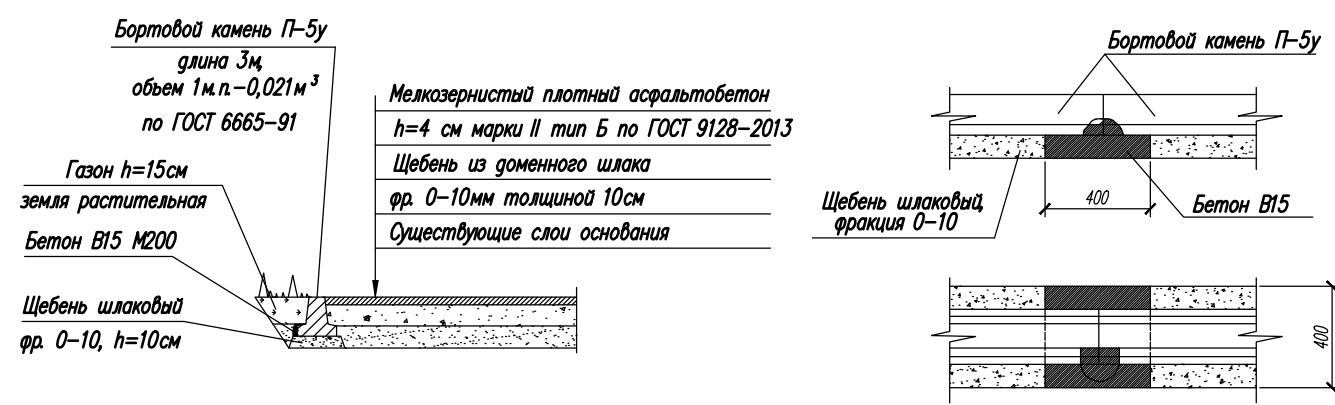 Бортовой камень П-5у
длина 3м,
объем 1м.п.-0,021м³
по ГОСТ 6665-91
Газон h=15см
земля растительная
Бетон В15 М200
Щебень шлаковый
фр. 0-10, h=10см
Мелкозернистый плотный асфальтобетон
h=4 см марки II тип Б по ГОСТ 9128-2013
Щебень из доменного шлака
фр. 0-10мм толщиной 10см
Существующие слои основания
Бортовой камень П-5у
Щебень шлаковый,
фракция 0-10
400
Бетон В15
400